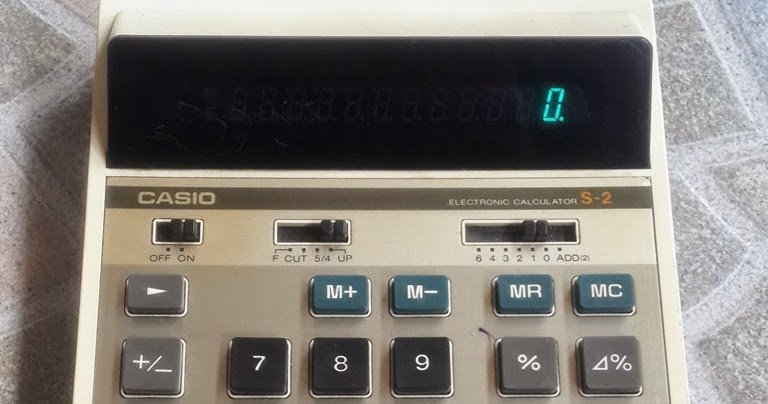 0.
CASIO ELECTRONIC CALCULATOR S-2
OFF ON F CUT 5/4 UP 6 4 3 2 1 0 ADD(2)
► M+ M− MR MC
+/− 7 8 9 % ⊿%